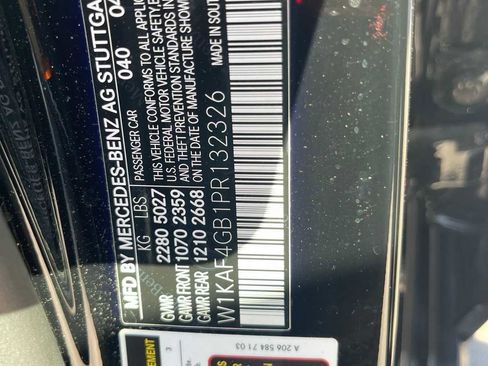 MFD BY MERCEDES-BENZ AG STUTTGA
040 04
PASSENGER CAR
KG LBS
GVWR 2280 5027
GAWR FRONT 1070 2359
GAWR REAR 1210 2668
THIS VEHICLE CONFORMS TO ALL APPLIC
U.S. FEDERAL MOTOR VEHICLE SAFETY, B
AND THEFT PREVENTION STANDARDS IN
ON THE DATE OF MANUFACTURE SHOW
MADE IN SOUT
W1KAF4GB1PR132326
A 206 584 71 03